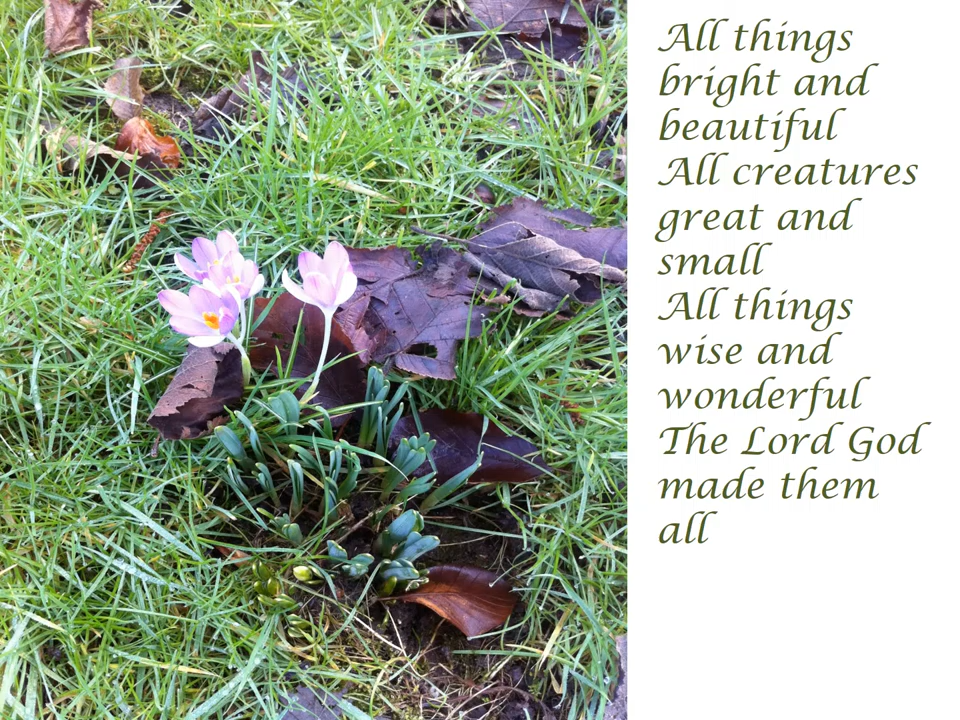 All things
bright and
beautiful
All creatures
great and
small
All things
wise and
wonderful
The Lord God
made them
all